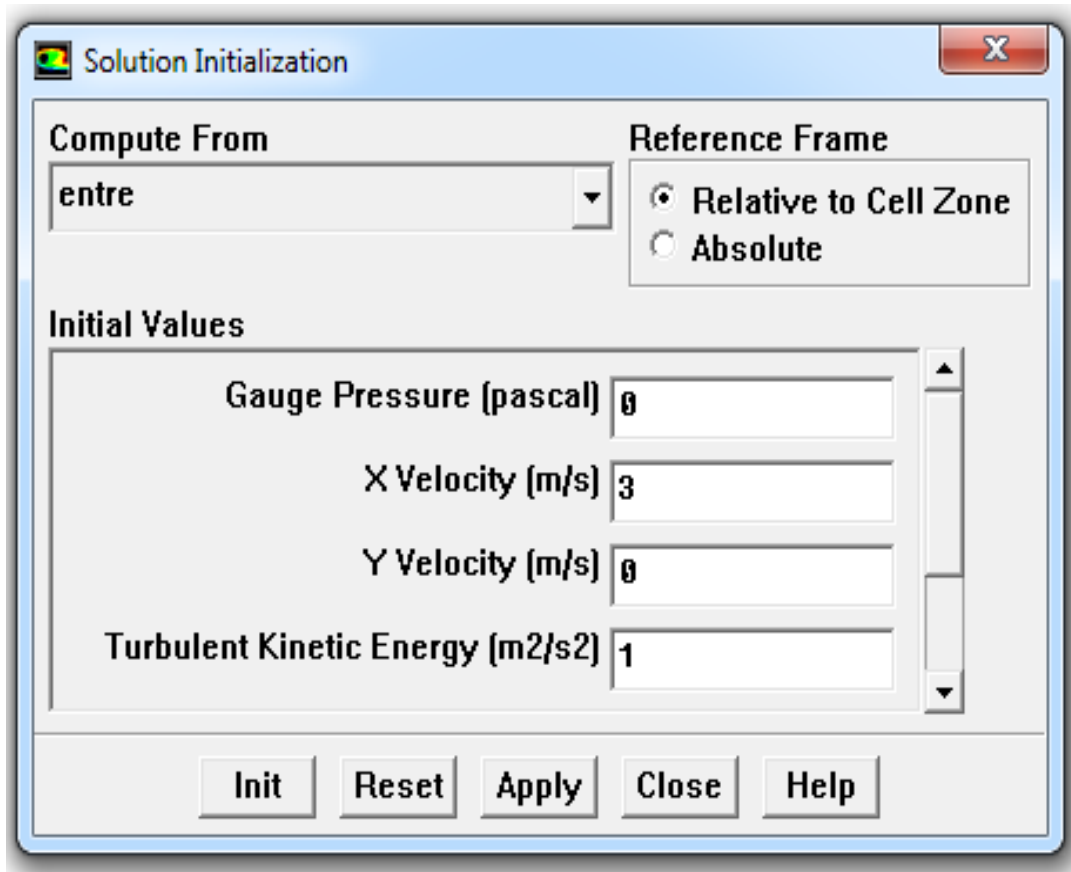 Solution Initialization
Compute From
Reference Frame
entre
Relative to Cell Zone
Absolute
Initial Values
Gauge Pressure (pascal) 0
X Velocity (m/s) 3
Y Velocity (m/s) 0
Turbulent Kinetic Energy (m2/s2) 1
Init Reset Apply Close Help